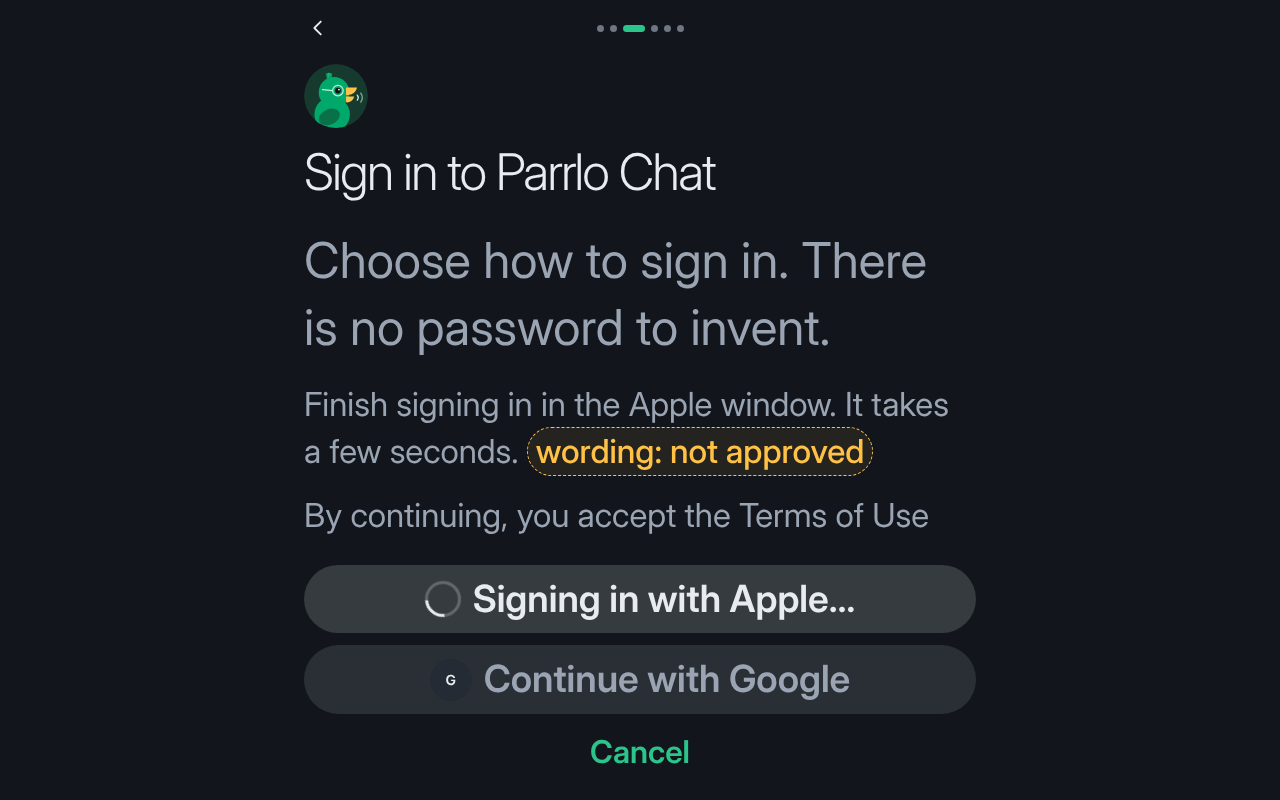 Sign in to Parrlo Chat
Choose how to sign in. There
is no password to invent.
Finish signing in in the Apple window. It takes
a few seconds. wording: not approved
By continuing, you accept the Terms of Use
Signing in with Apple...
G Continue with Google
Cancel